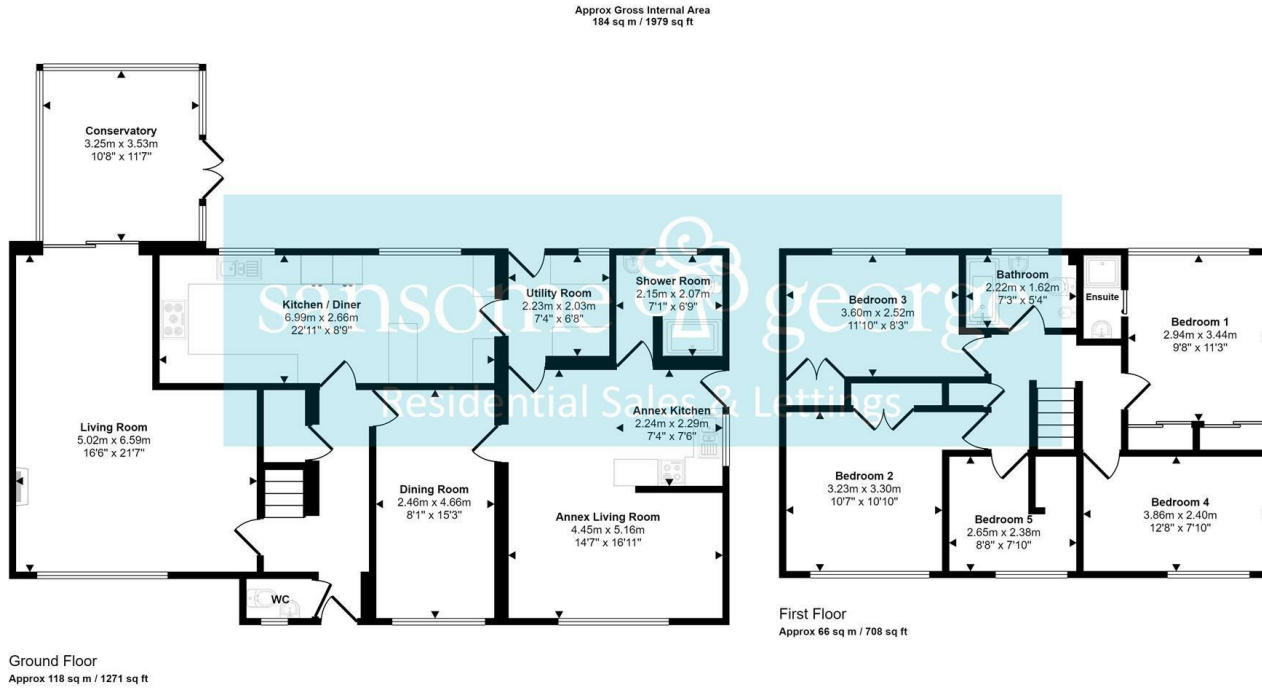 Approx Gross Internal Area
184 sq m / 1979 sq ft
Conservatory
3.25m x 3.53m
10'8" x 11'7"
Kitchen / Diner
6.99m x 2.66m
22'11" x 8'9"
Utility Room
2.23m x 2.03m
7'4" x 6'8"
Shower Room
2.15m x 2.07m
7'1" x 6'9"
Living Room
5.02m x 6.59m
16'6" x 21'7"
Dining Room
2.46m x 4.66m
8'1" x 15'3"
Annex Kitchen
2.24m x 2.29m
7'4" x 7'6"
Annex Living Room
4.45m x 5.16m
14'7" x 16'11"
WC
Ground Floor
Approx 118 sq m / 1271 sq ft
Bedroom 3
3.60m x 2.52m
11'10" x 8'3"
Bathroom
2.22m x 1.62m
7'3" x 5'4"
Ensuite
Bedroom 1
2.94m x 3.44m
9'8" x 11'3"
Bedroom 2
3.23m x 3.30m
10'7" x 10'10"
Bedroom 5
2.65m x 2.38m
8'8" x 7'10"
Bedroom 4
3.86m x 2.40m
12'8" x 7'10"
First Floor
Approx 66 sq m / 708 sq ft
sansome george
Residential Sales & Lettings